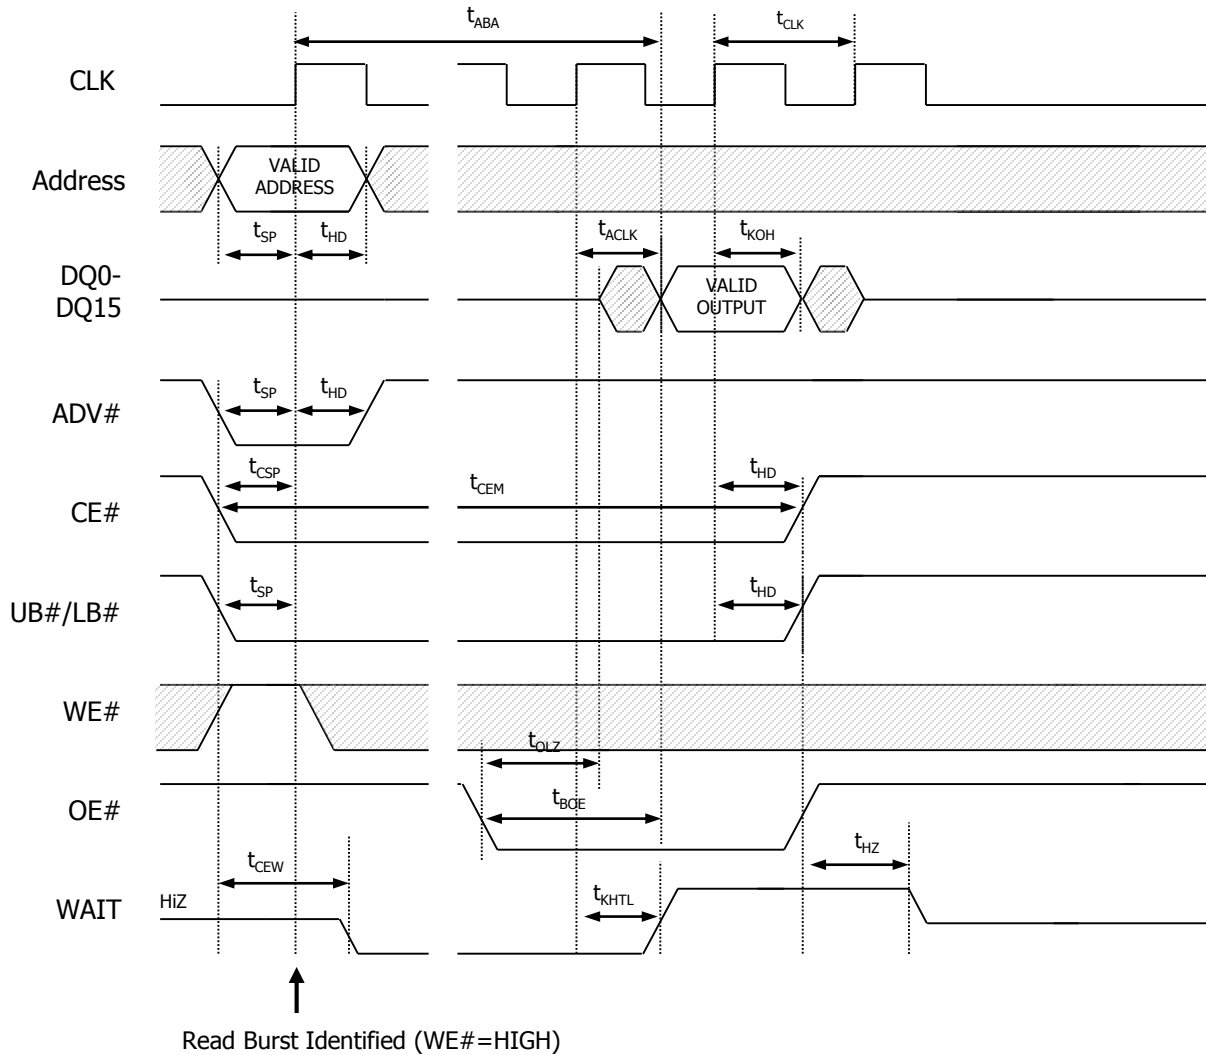 tABA
tCLK
CLK
Address
VALID
ADDRESS
tSP
tHD
tACLK
tKOH
DQ0-
DQ15
VALID
OUTPUT
ADV#
tSP
tHD
CE#
tCSP
tCEM
tHD
UB#/LB#
tSP
tHD
WE#
tOLZ
OE#
tBOE
tHZ
tCEW
WAIT
HiZ
tKHTL
Read Burst Identified (WE#=HIGH)